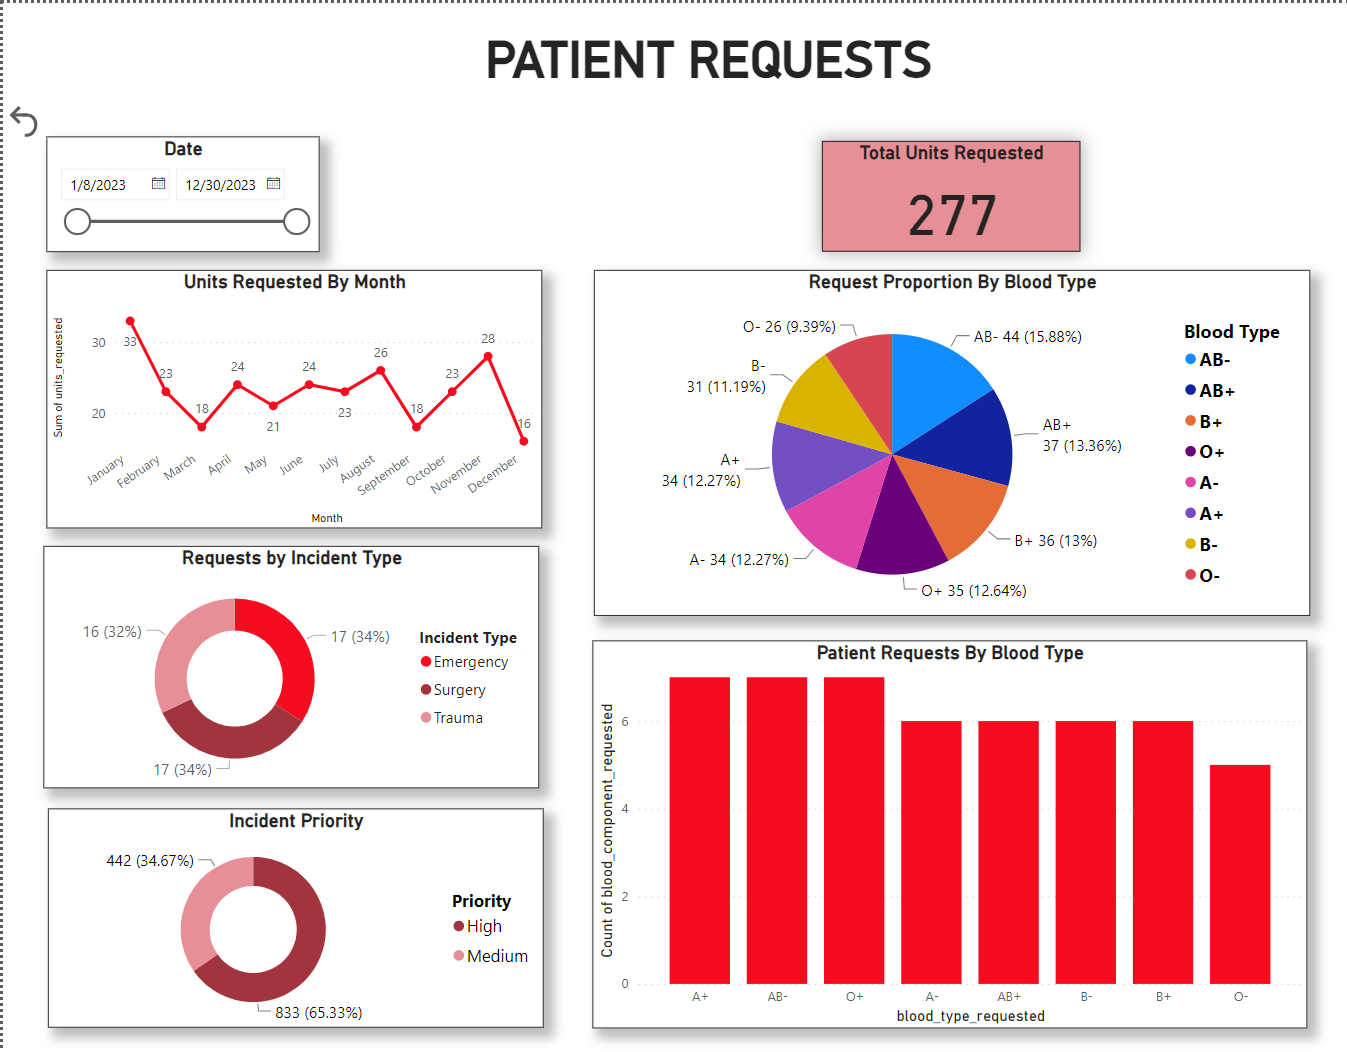 PATIENT REQUESTS
Date
1/8/2023
12/30/2023
Total Units Requested
277
Units Requested By Month
Sum of units_requested
30
20
33
23
18
24
21
24
23
26
18
23
28
16
January
February
March
April
May
June
July
August
September
October
November
December
Month
Request Proportion By Blood Type
O- 26 (9.39%)
AB- 44 (15.88%)
B-
31 (11.19%)
AB+
37 (13.36%)
A+
34 (12.27%)
B+ 36 (13%)
A- 34 (12.27%)
O+ 35 (12.64%)
Blood Type
AB-
AB+
B+
O+
A-
A+
B-
O-
Requests by Incident Type
16 (32%)
17 (34%)
17 (34%)
Incident Type
Emergency
Surgery
Trauma
Patient Requests By Blood Type
Count of blood_component_requested
6
4
2
0
A+
AB-
O+
A-
AB+
B-
B+
O-
blood_type_requested
Incident Priority
442 (34.67%)
833 (65.33%)
Priority
High
Medium